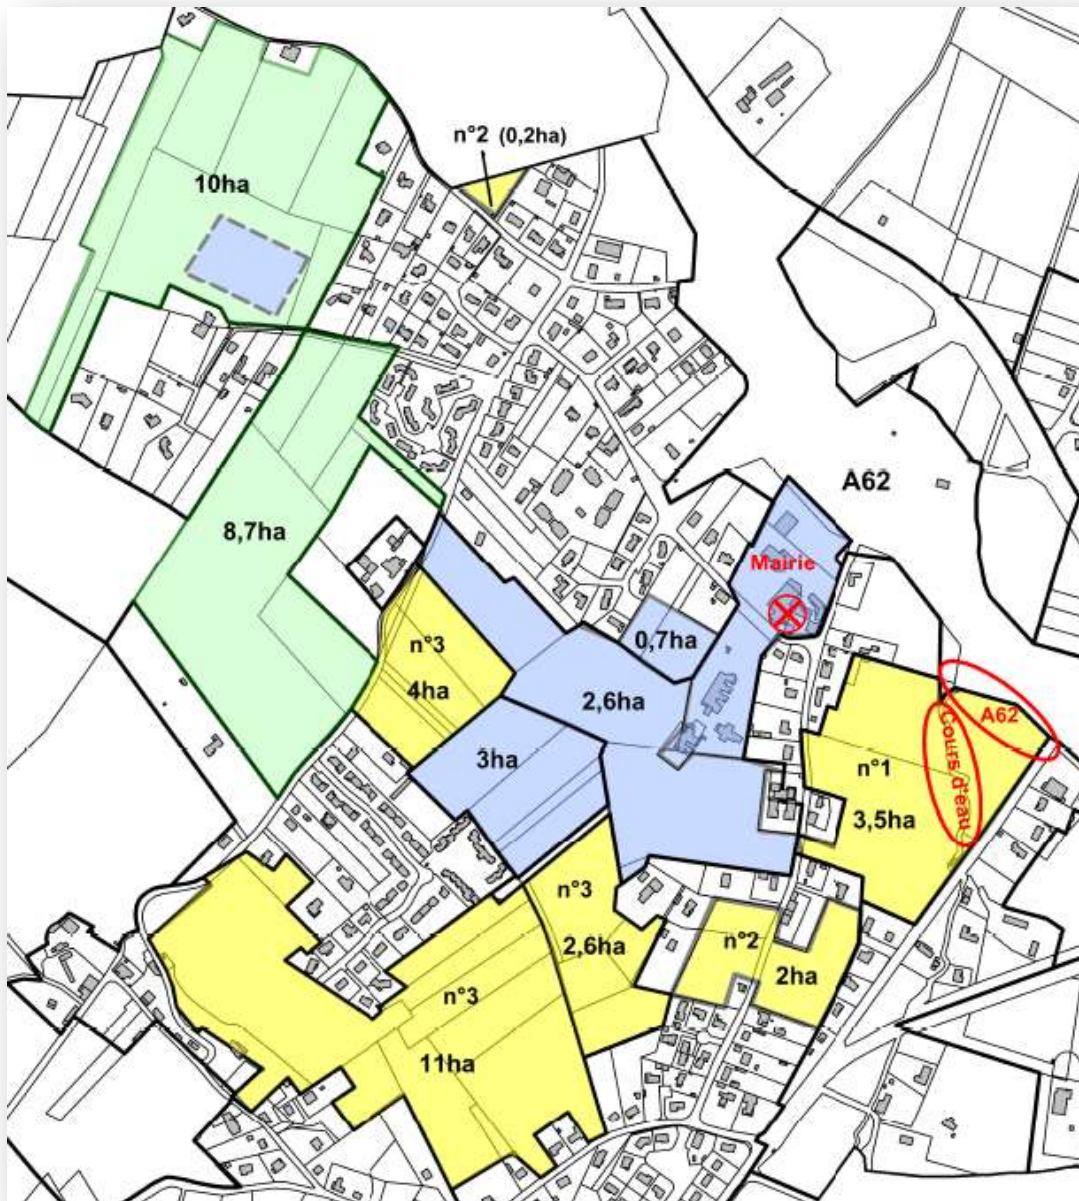 n°2 (0,2ha)
10ha
A62
8,7ha
Mairie
0,7ha
n°3
4ha
2,6ha
A62
Cours d'eau
3ha
n°1
3,5ha
n°3
2,6ha
n°2
2ha
n°3
11ha